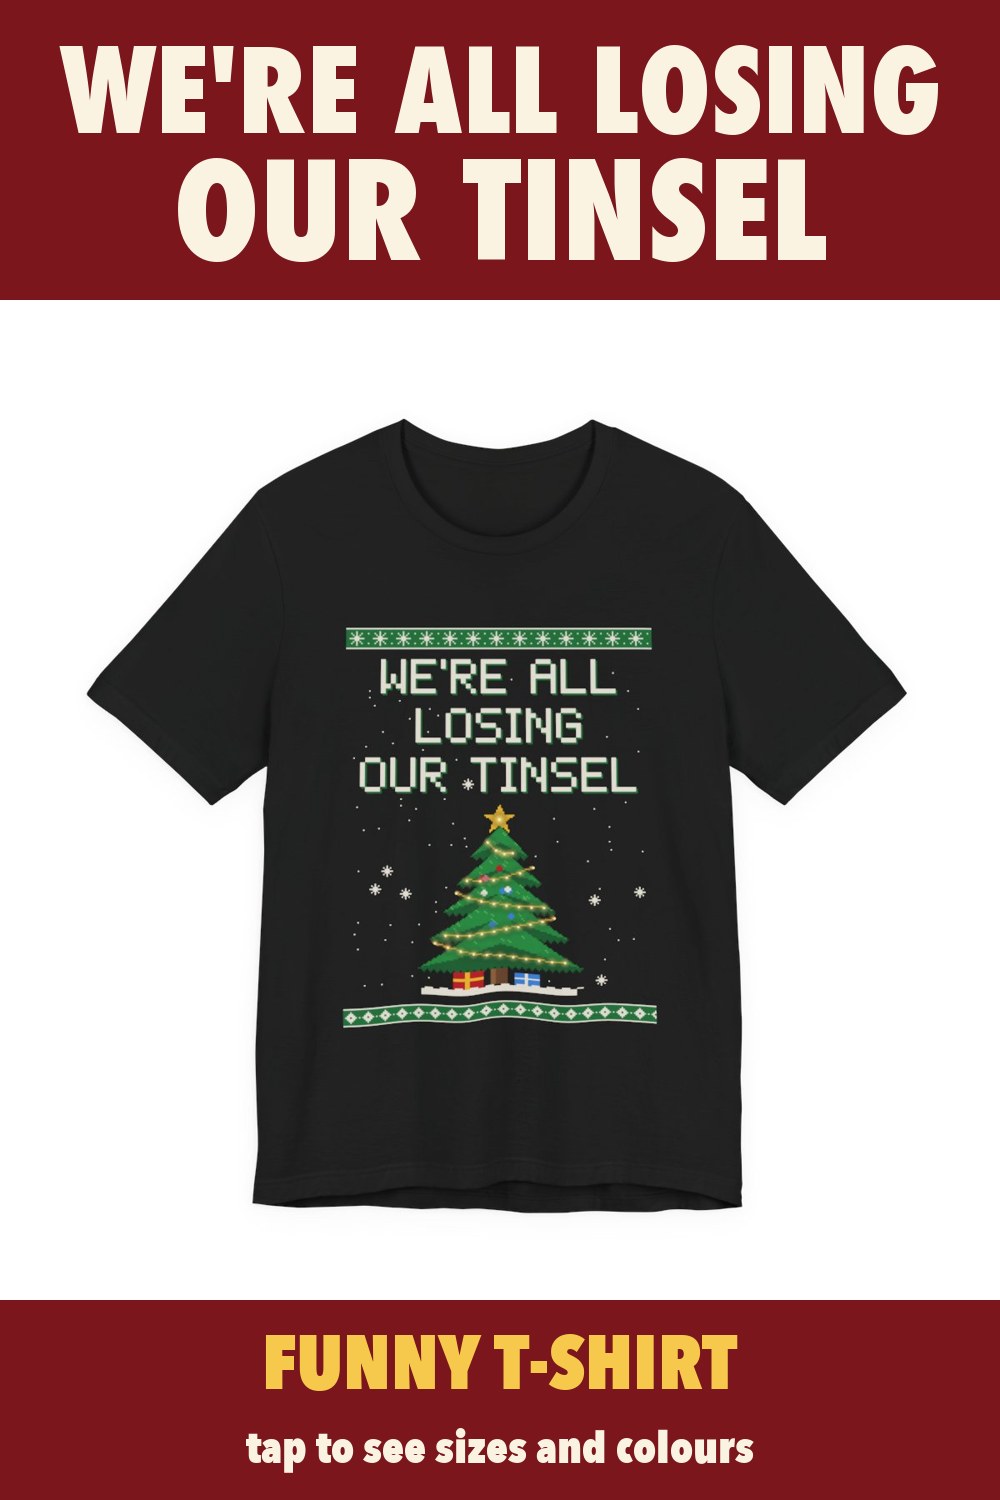 WE'RE ALL LOSING
OUR TINSEL
WE'RE ALL
LOSING
OUR TINSEL
FUNNY T-SHIRT
tap to see sizes and colours